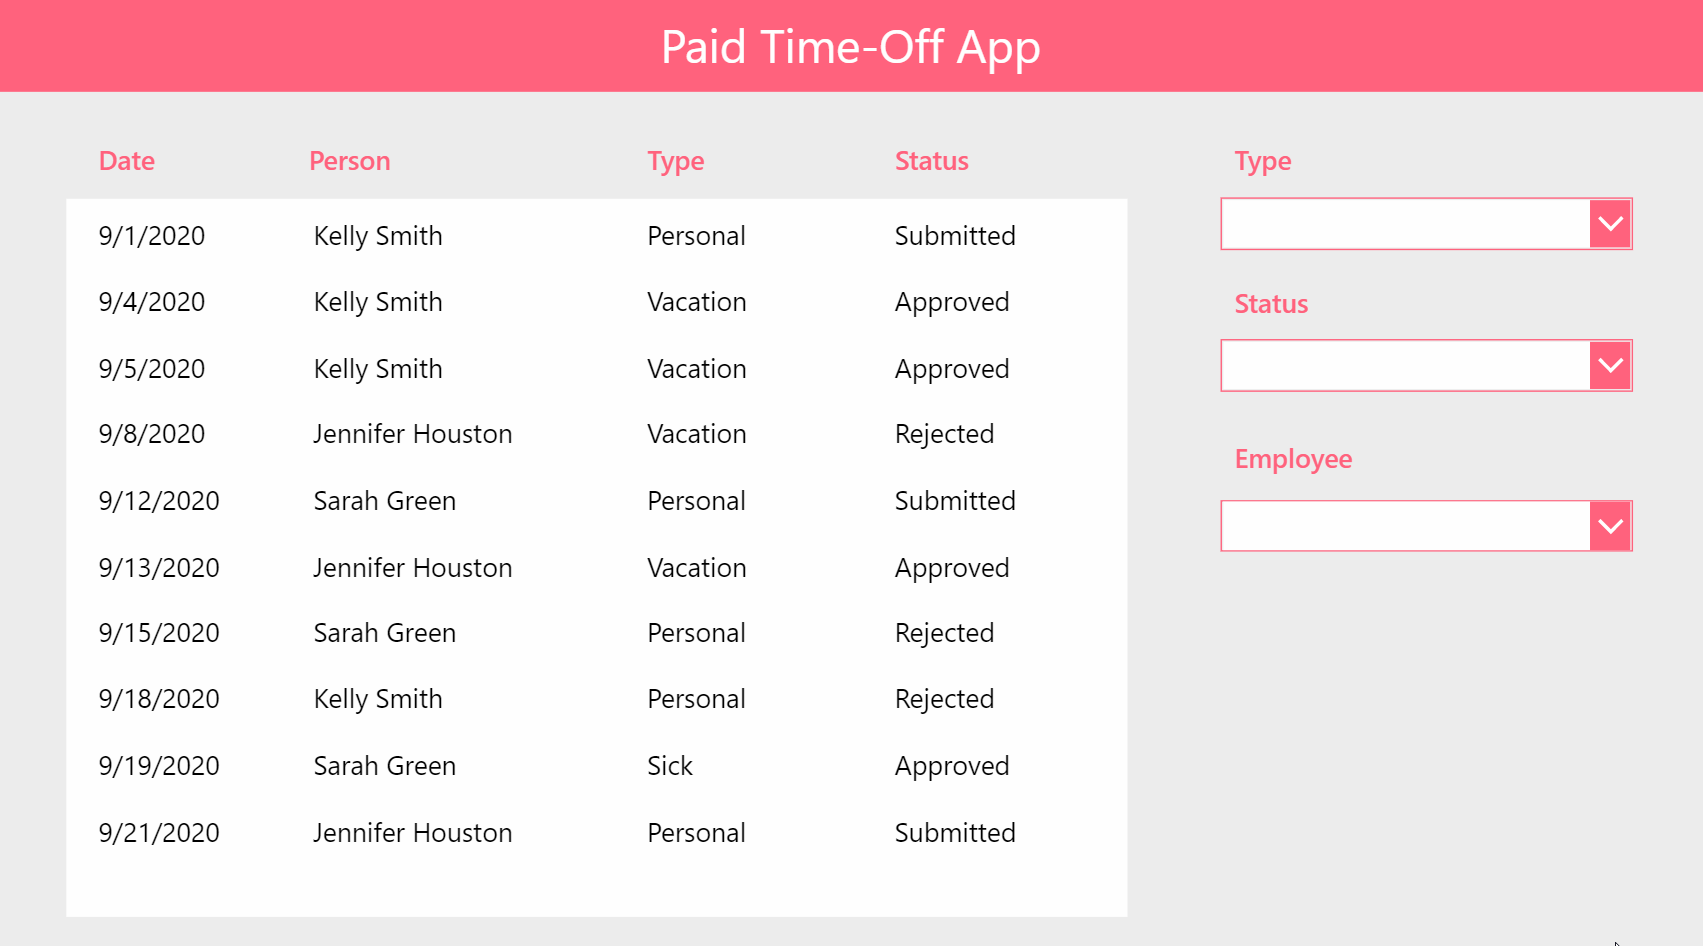 Paid Time-Off App
Date Person Type Status
9/1/2020 Kelly Smith Personal Submitted
9/4/2020 Kelly Smith Vacation Approved
9/5/2020 Kelly Smith Vacation Approved
9/8/2020 Jennifer Houston Vacation Rejected
9/12/2020 Sarah Green Personal Submitted
9/13/2020 Jennifer Houston Vacation Approved
9/15/2020 Sarah Green Personal Rejected
9/18/2020 Kelly Smith Personal Rejected
9/19/2020 Sarah Green Sick Approved
9/21/2020 Jennifer Houston Personal Submitted
Type
Status
Employee